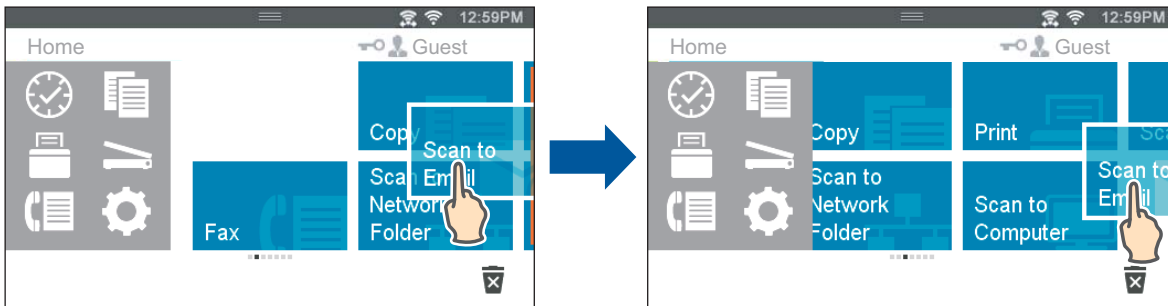 12:59PM
Home
Guest
Copy
Scan to
Email
Scan
Network
Folder
Fax
12:59PM
Home
Guest
Copy
Print
Scan to
Email
Scan to
Network
Folder
Scan to
Computer